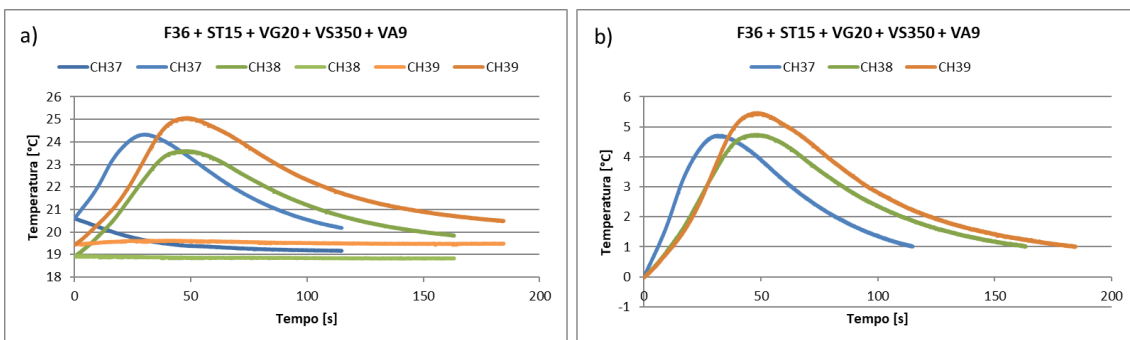 a)
F36 + ST15 + VG20 + VS350 + VA9
CH37 CH37 CH38 CH38 CH39 CH39
Temperatura [°C]
26
25
24
23
22
21
20
19
18
0 50 100 150 200
Tempo [s]
b)
F36 + ST15 + VG20 + VS350 + VA9
CH37 CH38 CH39
Temperatura [°C]
6
5
4
3
2
1
0
-1
0 50 100 150 200
Tempo [s]